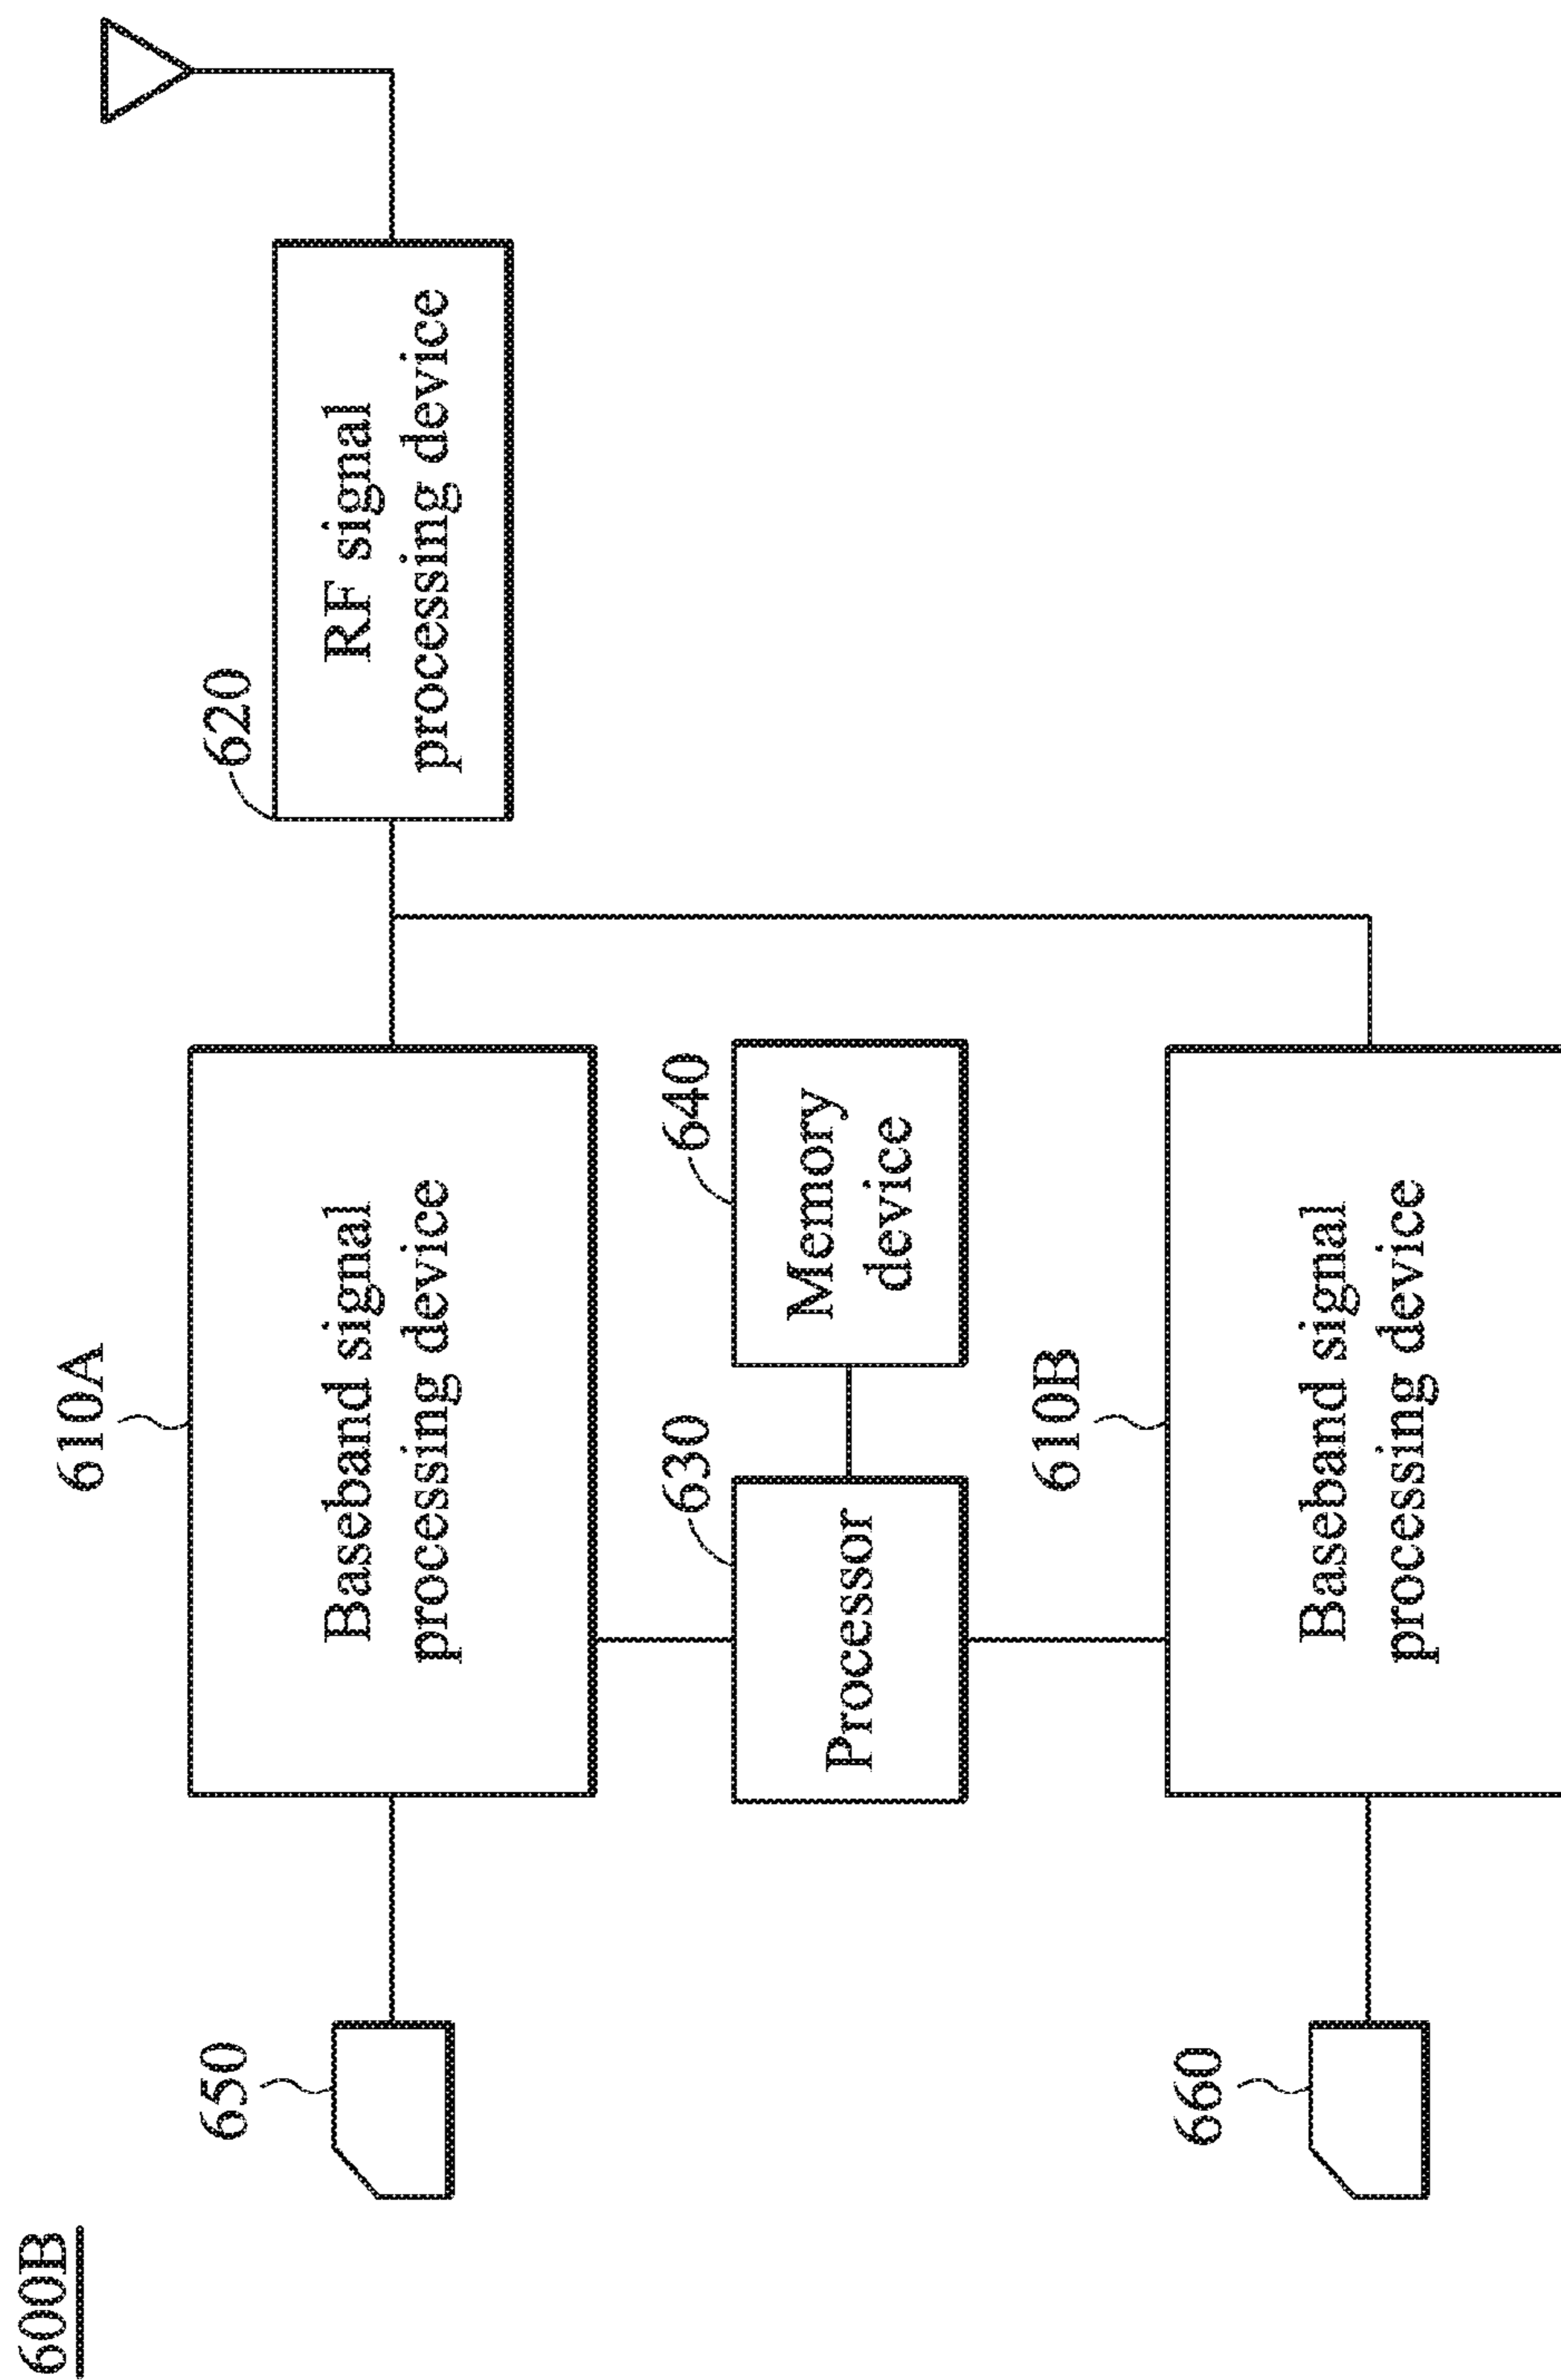 600B
650
610A
Baseband signal
processing device
620
RF signal
processing device
630
Processor
640
Memory
device
660
610B
Baseband signal
processing device